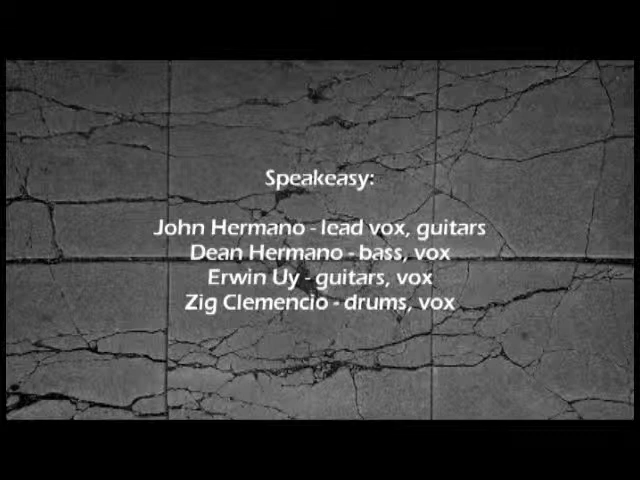 Speakeasy:
John Hermano - lead vox, guitars
Dean Hermano - bass, vox
Erwin Uy - guitars, vox
Zig Clemencio - drums, vox